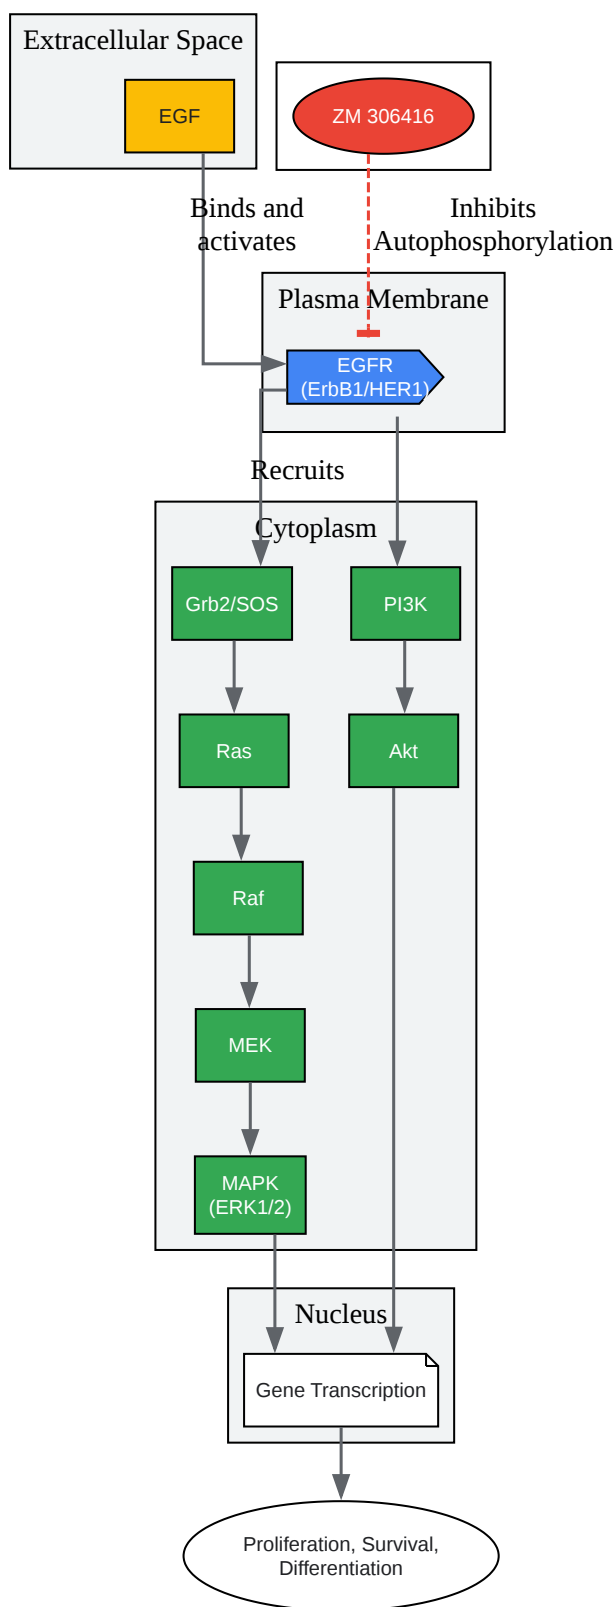 Extracellular Space
EGF
ZM 306416
Binds and
activates
Inhibits
Autophosphorylation
Plasma Membrane
EGFR
(ErbB1/HER1)
Recruits
Cytoplasm
Grb2/SOS
PI3K
Ras
Akt
Raf
MEK
MAPK
(ERK1/2)
Nucleus
Gene Transcription
Proliferation, Survival,
Differentiation